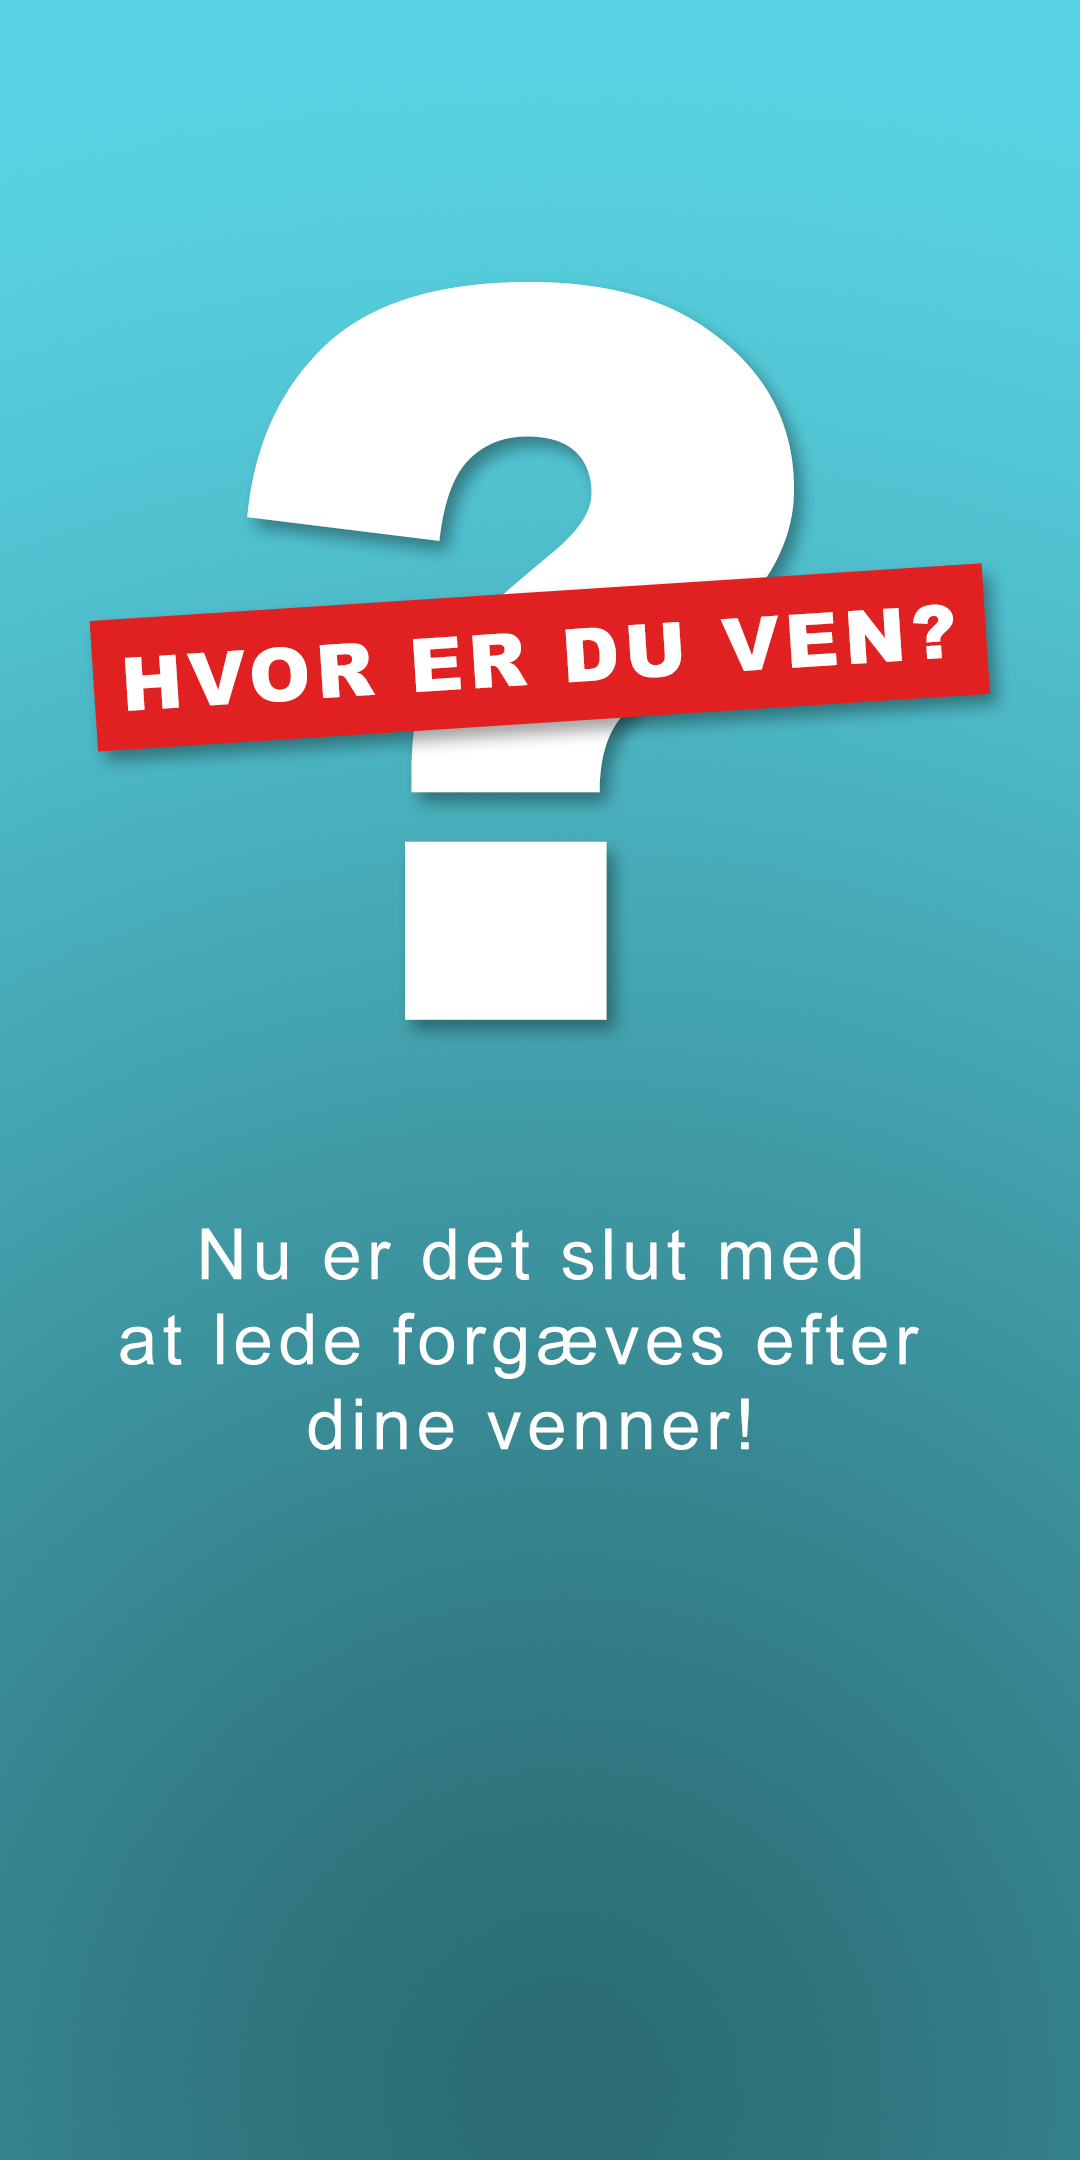 ?
HVOR ER DU VEN?
Nu er det slut med
at lede forgæves efter
dine venner!